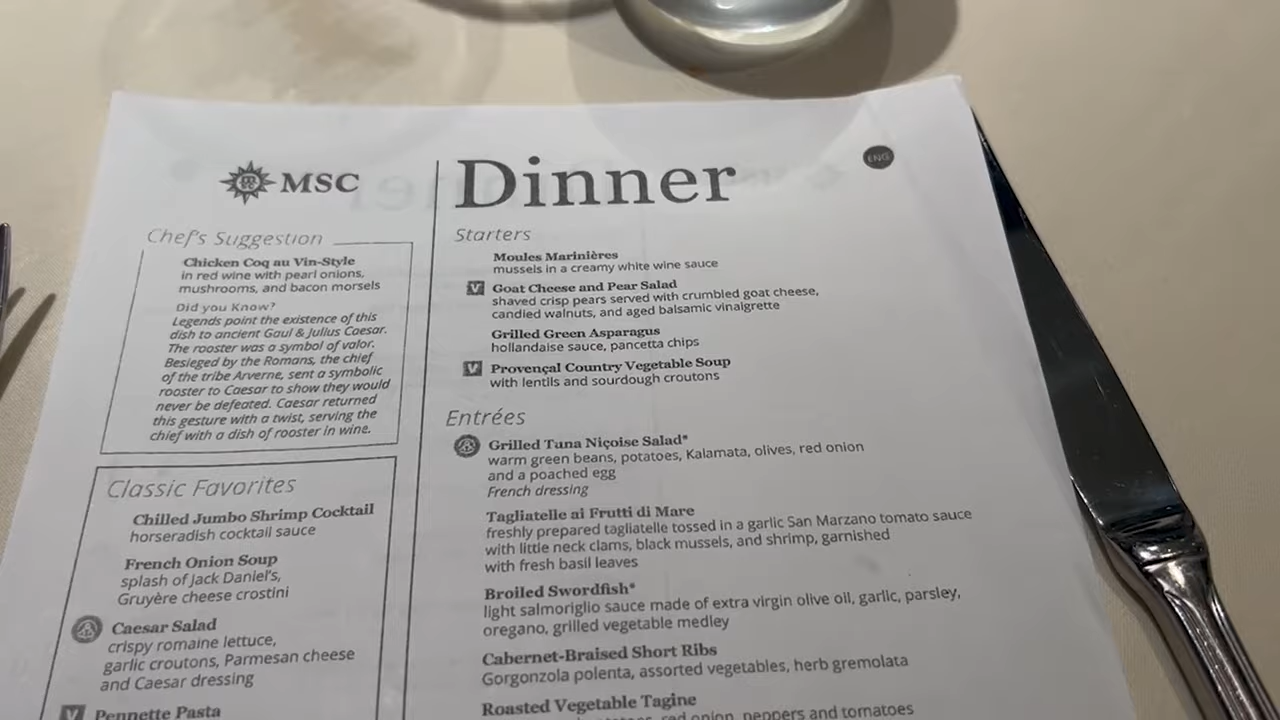 MSC
Chef's Suggestion
Chicken Coq au Vin-Style
in red wine with pearl onions,
mushrooms, and bacon morsels
Did you Know?
Legends point the existence of this
dish to ancient Gaul & Julius Caesar.
The rooster was a symbol of valor.
Besieged by the Romans, the chief
of the tribe Arverne, sent a symbolic
rooster to Caesar to show they would
never be defeated. Caesar returned
this gesture with a twist, serving the
chief with a dish of rooster in wine.
Classic Favorites
Chilled Jumbo Shrimp Cocktail
horseradish cocktail sauce
French Onion Soup
splash of Jack Daniel's,
Gruyère cheese crostini
Caesar Salad
crispy romaine lettuce,
garlic croutons, Parmesan cheese
and Caesar dressing
V Pennette Pasta
Dinner
ENG
Starters
Moules Marinières
mussels in a creamy white wine sauce
V Goat Cheese and Pear Salad
shaved crisp pears served with crumbled goat cheese,
candied walnuts, and aged balsamic vinaigrette
Grilled Green Asparagus
hollandaise sauce, pancetta chips
V Provençal Country Vegetable Soup
with lentils and sourdough croutons
Entrées
Grilled Tuna Niçoise Salad*
warm green beans, potatoes, Kalamata, olives, red onion
and a poached egg
French dressing
Tagliatelle ai Frutti di Mare
freshly prepared tagliatelle tossed in a garlic San Marzano tomato sauce
with little neck clams, black mussels, and shrimp, garnished
with fresh basil leaves
Broiled Swordfish*
light salmoriglio sauce made of extra virgin olive oil, garlic, parsley,
oregano, grilled vegetable medley
Cabernet-Braised Short Ribs
Gorgonzola polenta, assorted vegetables, herb gremolata
Roasted Vegetable Tagine
red onion, peppers and tomatoes